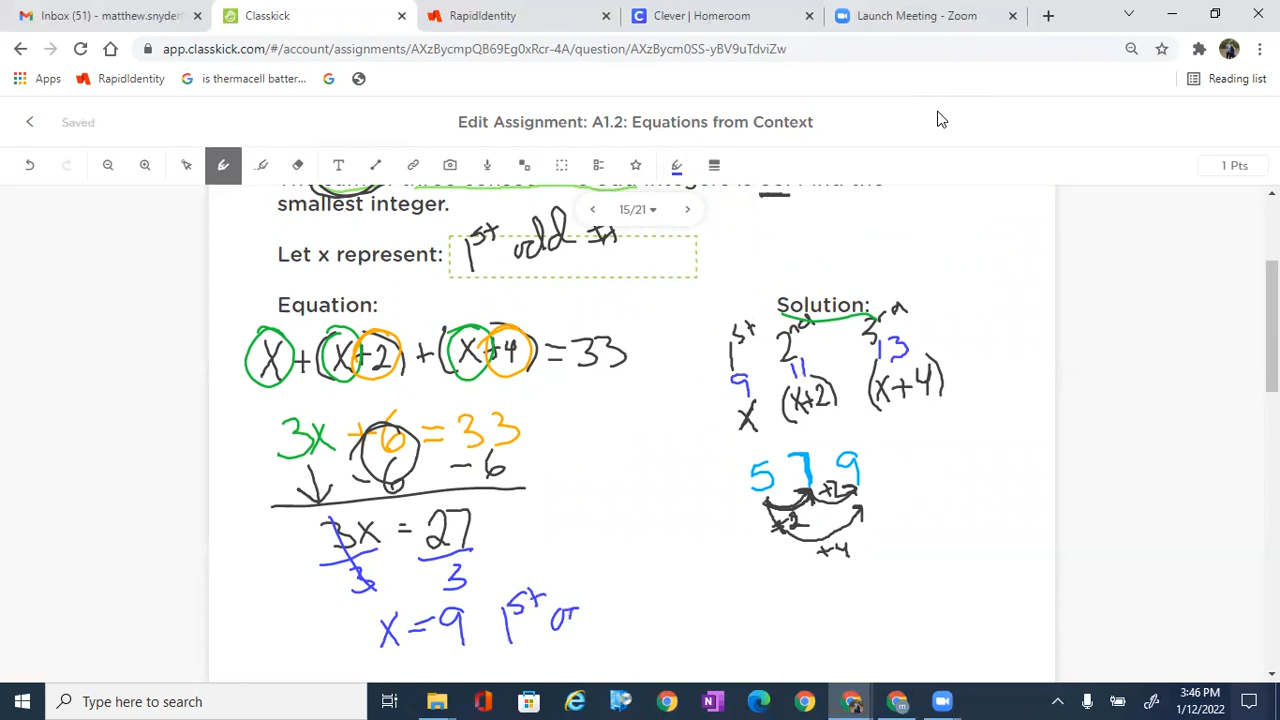 Inbox (51) - matthew.snyder
Classkick
RapidIdentity
Clever | Homeroom
Launch Meeting - Zoom
app.classkick.com/#/account/assignments/AXzBycmpQB69Eg0xRcr-4A/question/AXzBycm0SS-yBV9uTdviZw
Apps
RapidIdentity
is thermacell batter...
Reading list
Saved
Edit Assignment: A1.2: Equations from Context
1 Pts
smallest integer.
15/21
Let x represent: 1st odd #
Equation:
Solution:
x+(x+2)+(x+4)=33
1st 2nd 3rd
9 11 13
x (x+2) (x+4)
3x +6 = 33
-6 -6
5 7 9
+2 +2
+4
3x = 27
3 3
x = 9 1st o
Type here to search
3:46 PM
1/12/2022